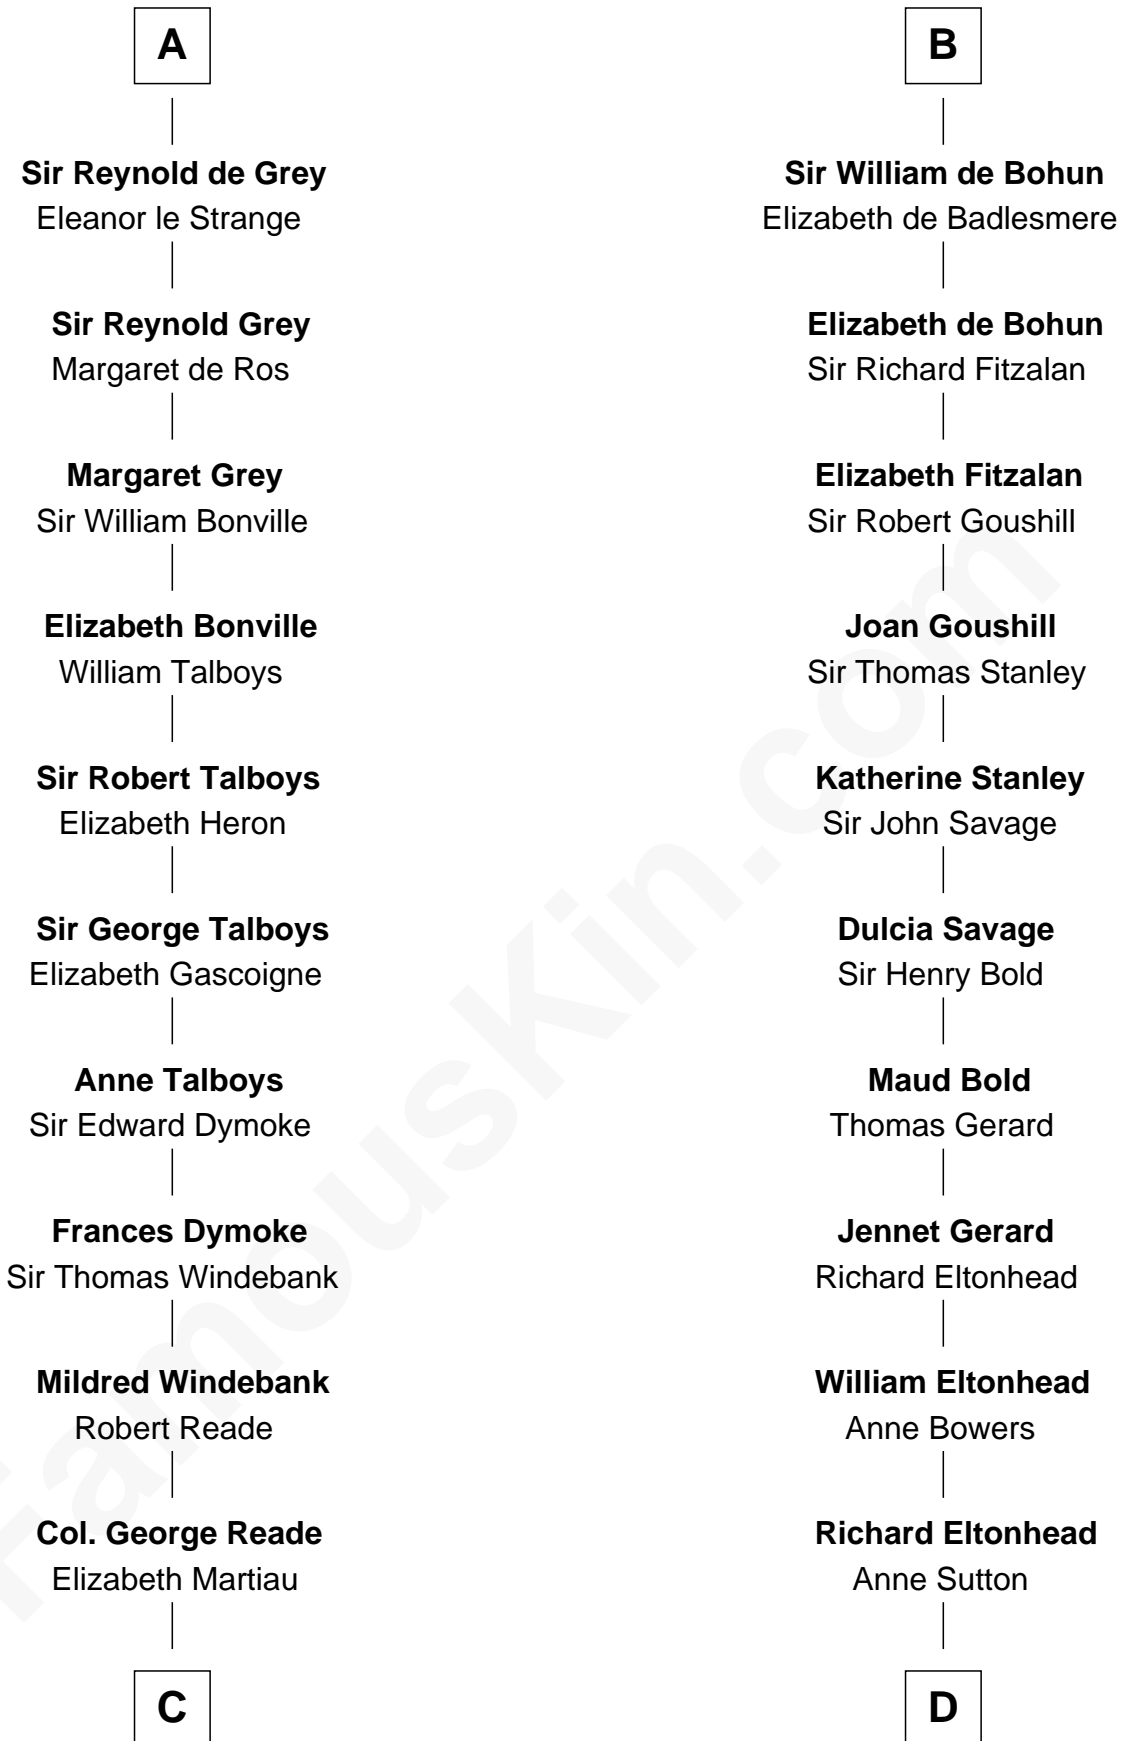 A
Sir Reynold de Grey
Eleanor le Strange
Sir Reynold Grey
Margaret de Ros
Margaret Grey
Sir William Bonville
Elizabeth Bonville
William Talboys
Sir Robert Talboys
Elizabeth Heron
Sir George Talboys
Elizabeth Gascoigne
Anne Talboys
Sir Edward Dymoke
Frances Dymoke
Sir Thomas Windebank
Mildred Windebank
Robert Reade
Col. George Reade
Elizabeth Martiau
C
B
Sir William de Bohun
Elizabeth de Badlesmere
Elizabeth de Bohun
Sir Richard Fitzalan
Elizabeth Fitzalan
Sir Robert Goushill
Joan Goushill
Sir Thomas Stanley
Katherine Stanley
Sir John Savage
Dulcia Savage
Sir Henry Bold
Maud Bold
Thomas Gerard
Jennet Gerard
Richard Eltonhead
William Eltonhead
Anne Bowers
Richard Eltonhead
Anne Sutton
D
FamousKin.com